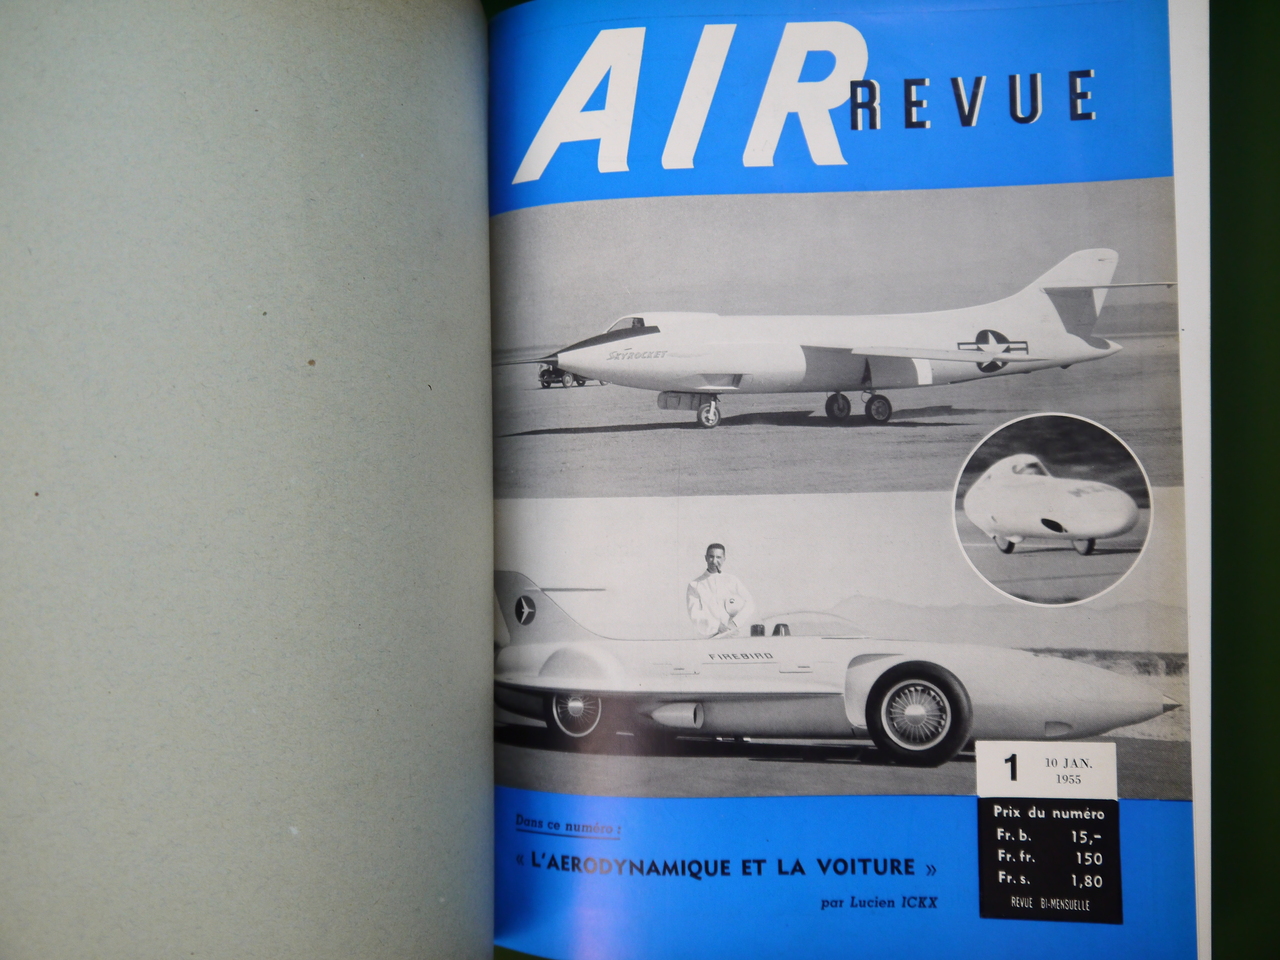 AIR REVUE
SKYROCKET
FIREBIRD
1
10 JAN.
1955
Prix du numéro
Fr. b. 15,-
Fr. fr. 150
Fr. s. 1,80
REVUE BI-MENSUELLE
Dans ce numéro :
« L'AERODYNAMIQUE ET LA VOITURE »
par Lucien ICKX